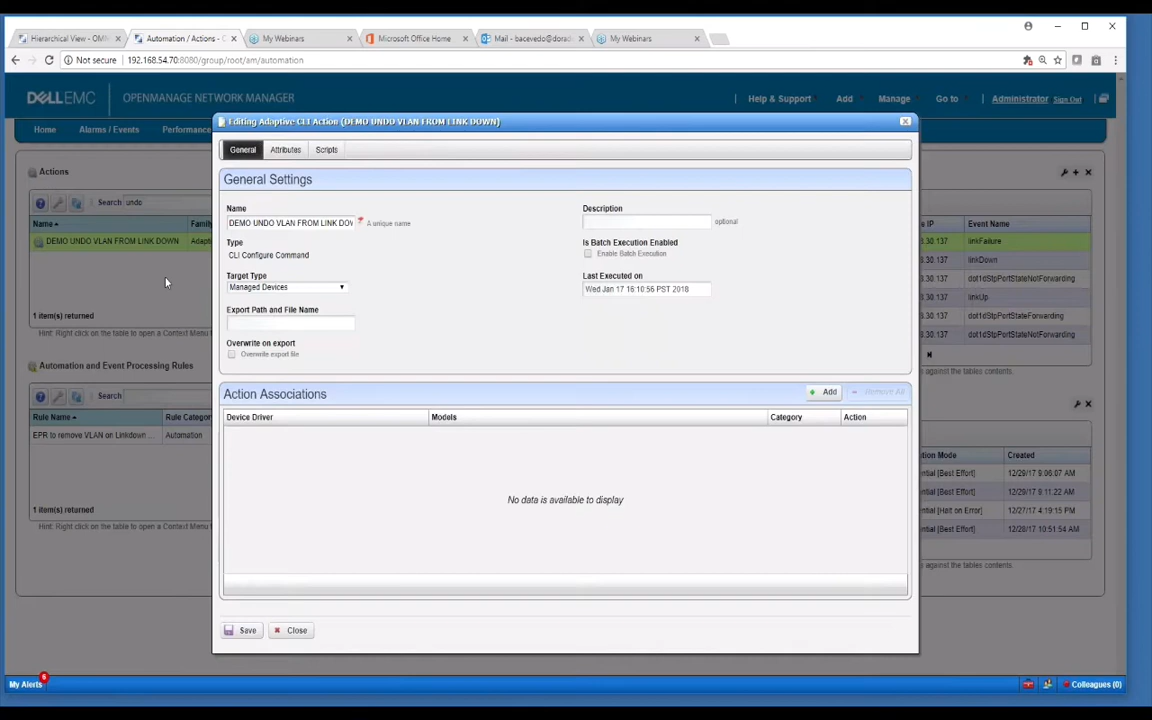 Hierarchical View - OM
Automation / Actions - O
My Webinars
Microsoft Office Home
Mail - bacevedo@dorad
My Webinars
Not secure 192.168.54.70:8080/group/root/am/automation
DELLEMC OPENMANAGE NETWORK MANAGER
Help & Support Add Manage Go to Administrator Sign Out
Home Alarms / Events Performance
Editing Adaptive CLI Action (DEMO UNDO VLAN FROM LINK DOWN)
General Attributes Scripts
General Settings
Name
DEMO UNDO VLAN FROM LINK DOW
A unique name
Type
CLI Configure Command
Target Type
Managed Devices
Export Path and File Name
Overwrite on export
Overwrite export file
Description
optional
Is Batch Execution Enabled
Enable Batch Execution
Last Executed on
Wed Jan 17 16:10:56 PST 2018
Action Associations
Add Remove All
Device Driver Models Category Action
No data is available to display
Save Close
Actions
Search undo
Name Family
DEMO UNDO VLAN FROM LINK DOWN Adapti
1 item(s) returned
Hint: Right click on the table to open a Context Menu
Automation and Event Processing Rules
Search
Rule Name Rule Category
EPR to remove VLAN on Linkdown ... Automation
1 item(s) returned
Hint: Right click on the table to open a Context Menu
e IP Event Name
.30.137 linkFailure
.30.137 linkDown
.30.137 dot1dStpPortStateNotForwarding
.30.137 linkUp
.30.137 dot1dStpPortStateForwarding
.30.137 dot1dStpPortStateNotForwarding
against the tables contents.
tion Mode Created
ential [Best Effort] 12/29/17 9:06:07 AM
ential [Best Effort] 12/29/17 9:11:22 AM
ential [Halt on Error] 12/27/17 4:19:15 PM
ential [Best Effort] 12/28/17 10:51:54 AM
against the tables contents.
My Alerts 6
Colleagues (0)